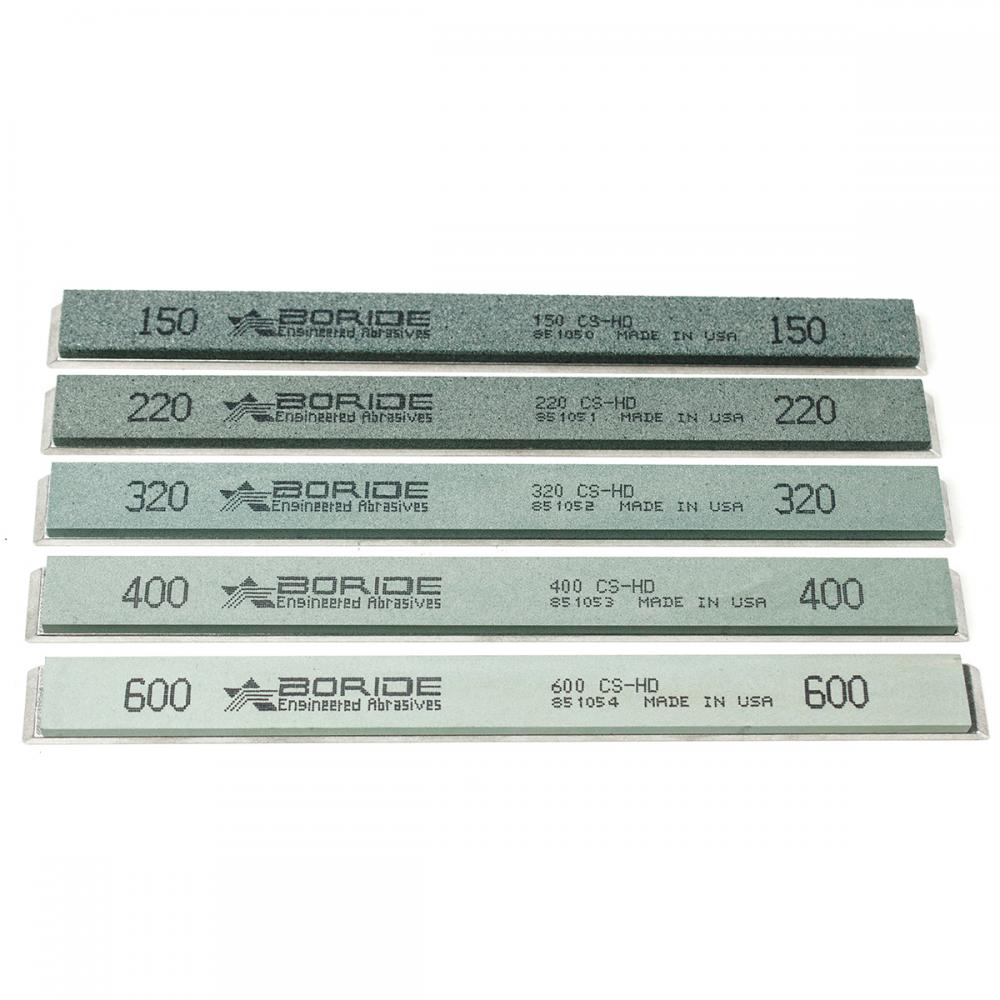 150 BORIDE 150 CS-HD 150
Engineered Abrasives 851050 MADE IN USA
220 BORIDE 220 CS-HD 220
Engineered Abrasives 851051 MADE IN USA
320 BORIDE 320 CS-HD 320
Engineered Abrasives 851052 MADE IN USA
400 BORIDE 400 CS-HD 400
Engineered Abrasives 851053 MADE IN USA
600 BORIDE 600 CS-HD 600
Engineered Abrasives 851054 MADE IN USA